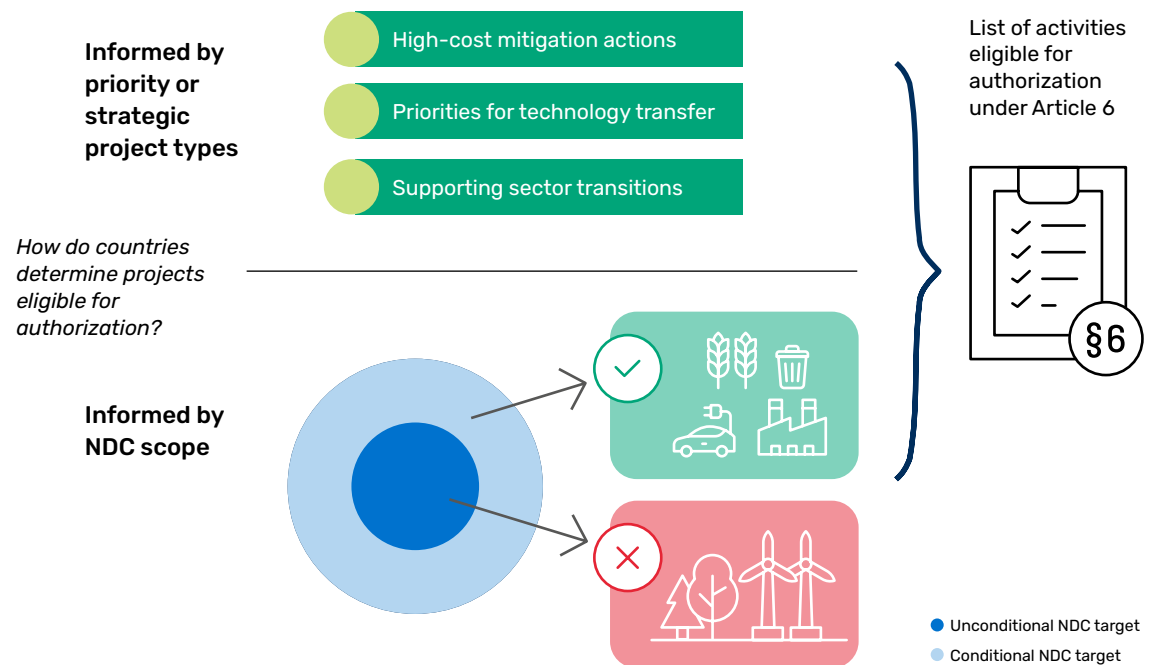 Informed by
priority or
strategic
project types
High-cost mitigation actions
Priorities for technology transfer
Supporting sector transitions
List of activities
eligible for
authorization
under Article 6
§6
How do countries
determine projects
eligible for
authorization?
Informed by
NDC scope
Unconditional NDC target
Conditional NDC target